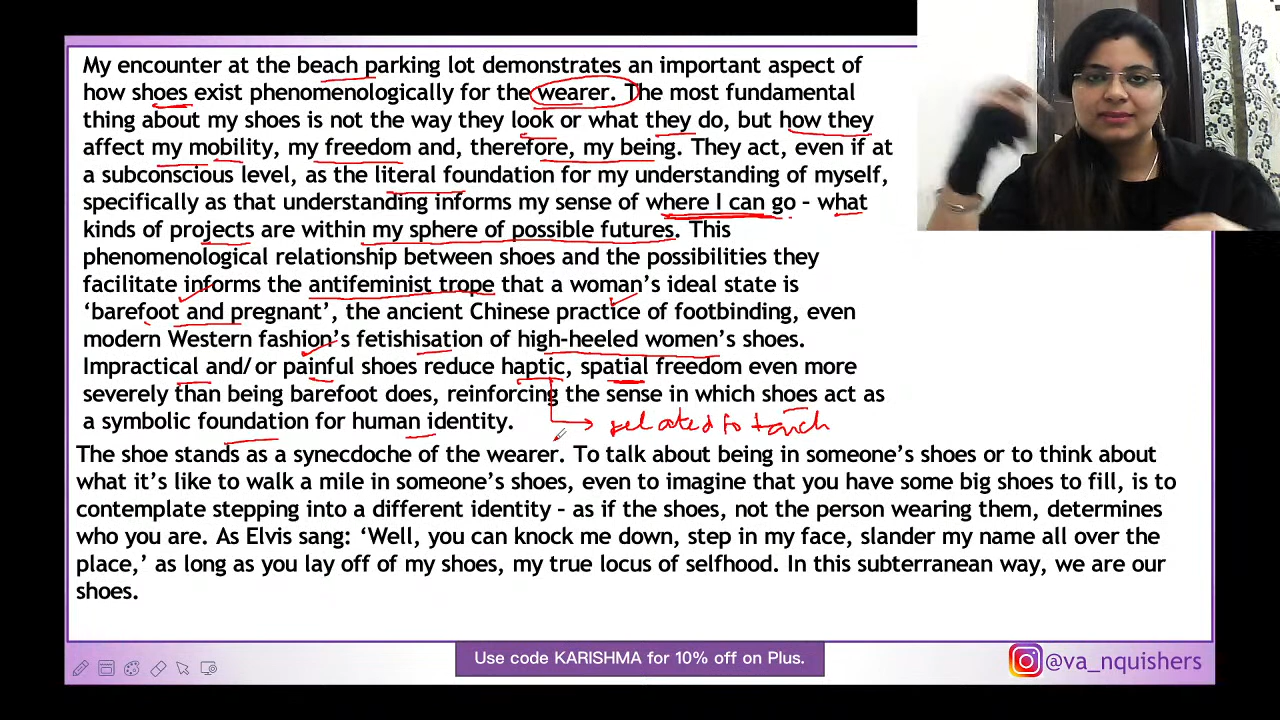 My encounter at the beach parking lot demonstrates an important aspect of
how shoes exist phenomenologically for the wearer. The most fundamental
thing about my shoes is not the way they look or what they do, but how they
affect my mobility, my freedom and, therefore, my being. They act, even if at
a subconscious level, as the literal foundation for my understanding of myself,
specifically as that understanding informs my sense of where I can go – what
kinds of projects are within my sphere of possible futures. This
phenomenological relationship between shoes and the possibilities they
facilitate informs the antifeminist trope that a woman's ideal state is
'barefoot and pregnant', the ancient Chinese practice of footbinding, even
modern Western fashion's fetishisation of high-heeled women's shoes.
Impractical and/or painful shoes reduce haptic, spatial freedom even more
severely than being barefoot does, reinforcing the sense in which shoes act as
a symbolic foundation for human identity.
related to touch
The shoe stands as a synecdoche of the wearer. To talk about being in someone's shoes or to think about
what it's like to walk a mile in someone's shoes, even to imagine that you have some big shoes to fill, is to
contemplate stepping into a different identity – as if the shoes, not the person wearing them, determines
who you are. As Elvis sang: 'Well, you can knock me down, step in my face, slander my name all over the
place,' as long as you lay off of my shoes, my true locus of selfhood. In this subterranean way, we are our
shoes.
Use code KARISHMA for 10% off on Plus.
@va_nquishers